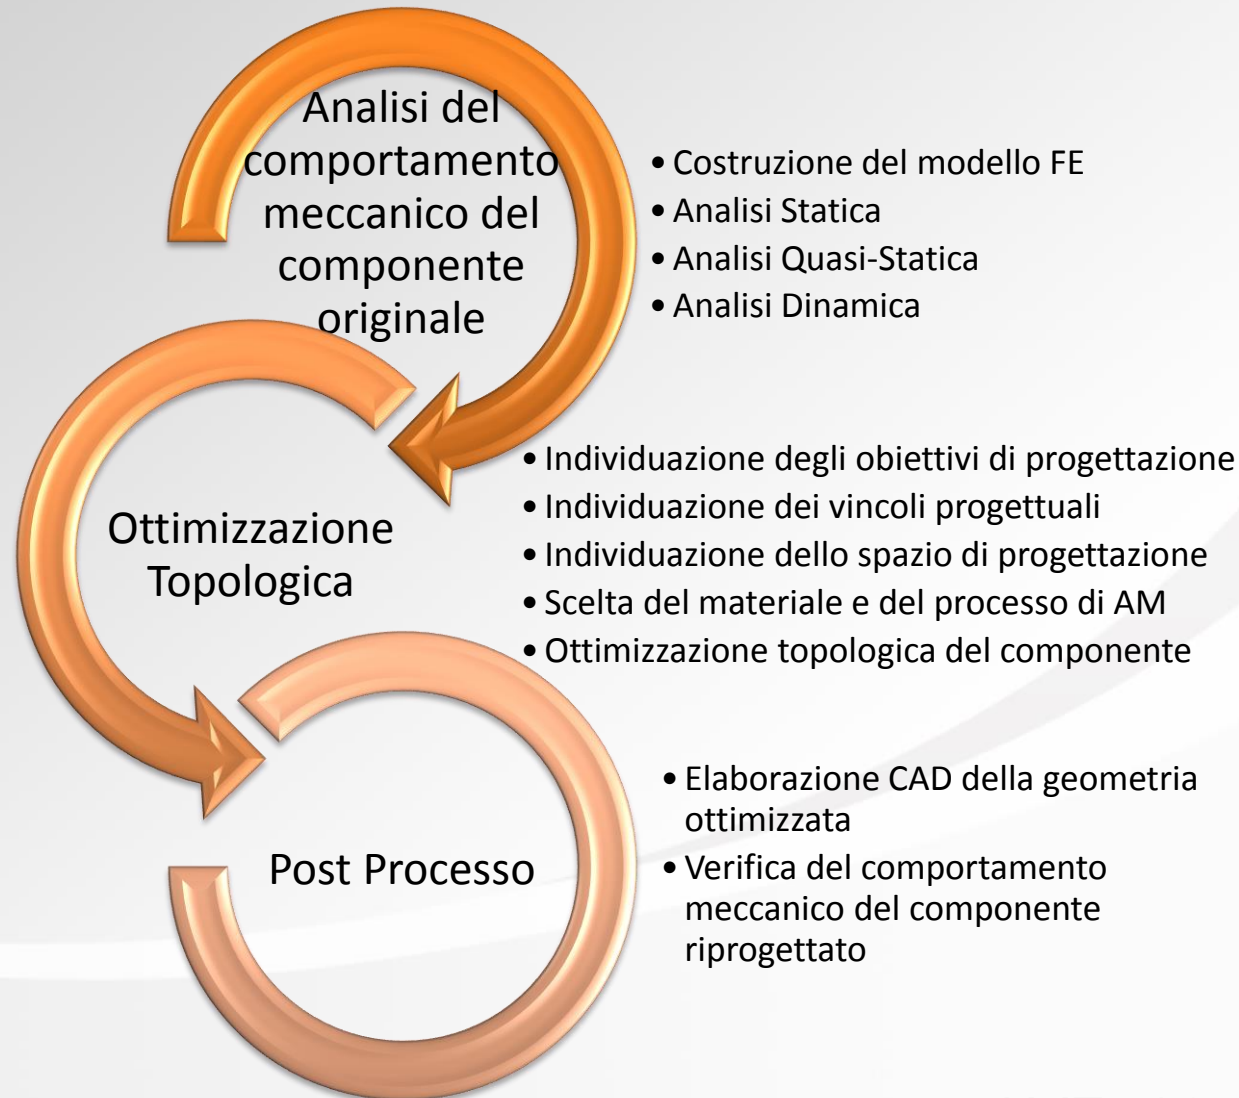 Analisi del
comportamento
meccanico del
componente
originale
• Costruzione del modello FE
• Analisi Statica
• Analisi Quasi-Statica
• Analisi Dinamica
Ottimizzazione
Topologica
• Individuazione degli obiettivi di progettazione
• Individuazione dei vincoli progettuali
• Individuazione dello spazio di progettazione
• Scelta del materiale e del processo di AM
• Ottimizzazione topologica del componente
Post Processo
• Elaborazione CAD della geometria
ottimizzata
• Verifica del comportamento
meccanico del componente
riprogettato